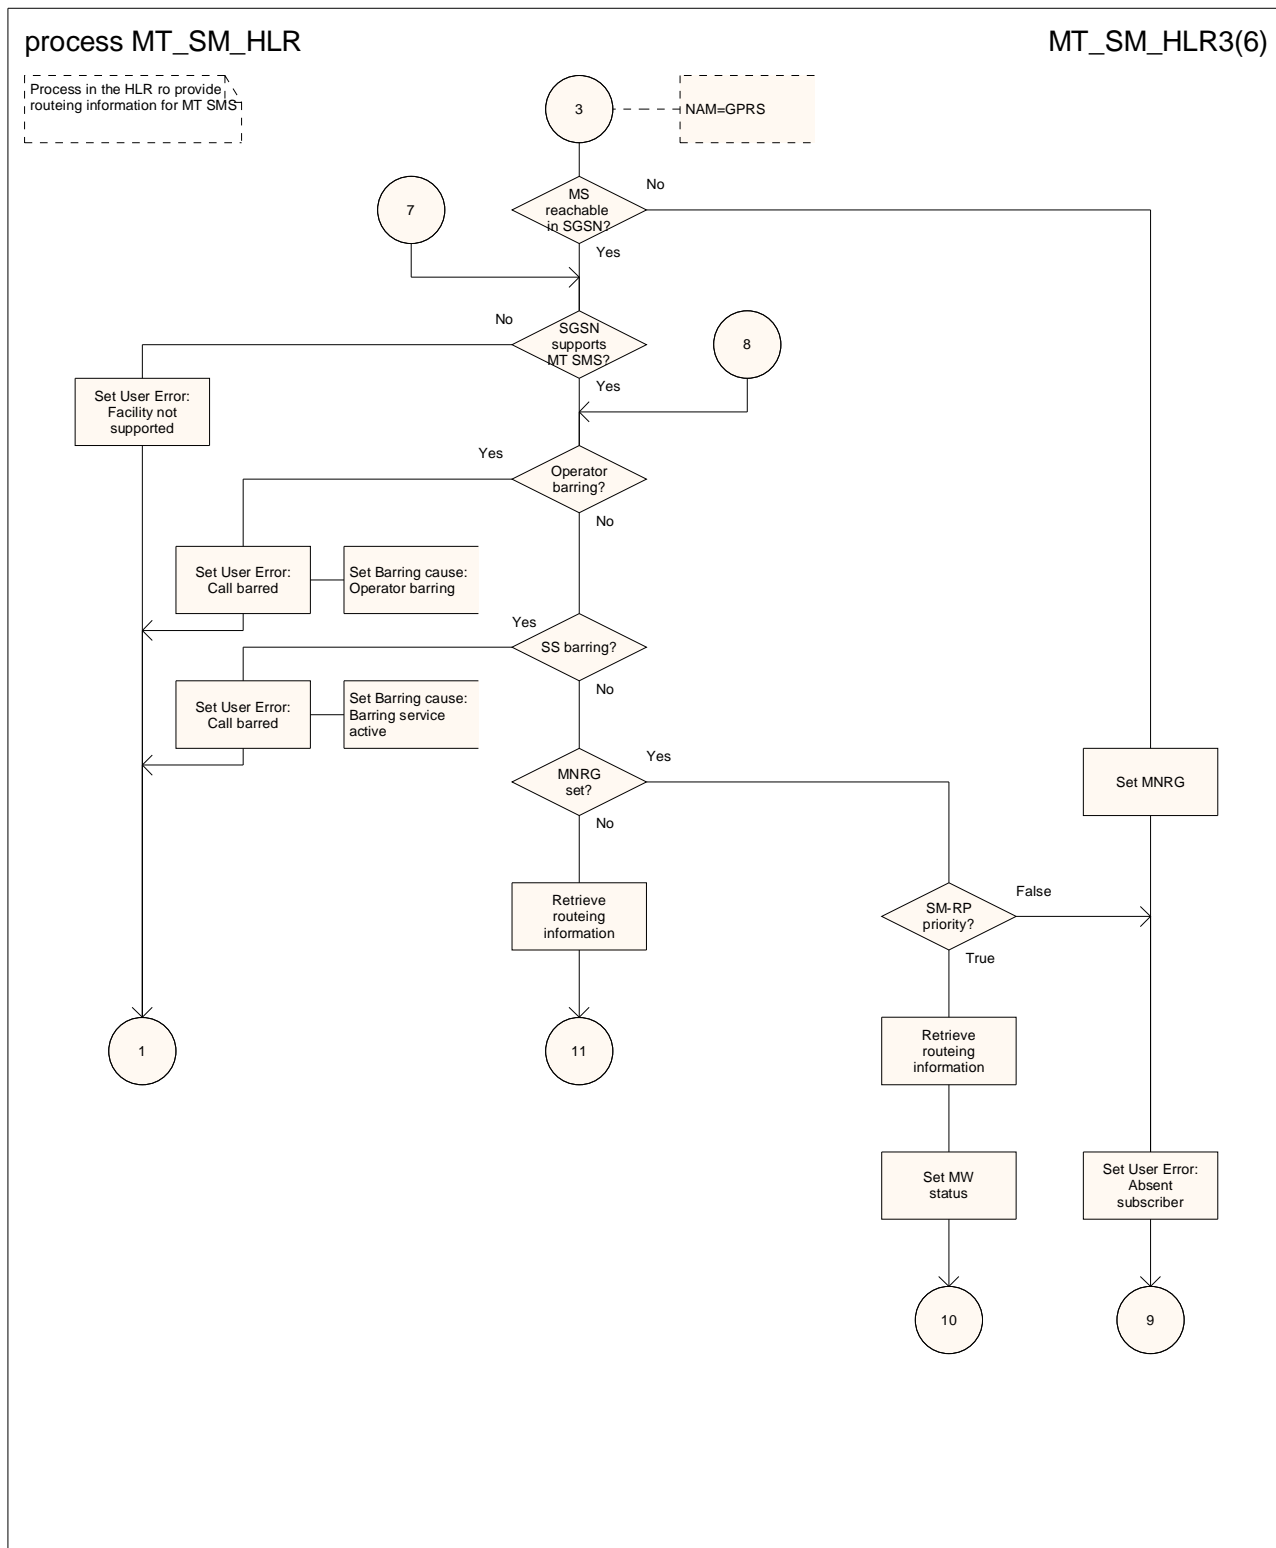 process MT_SM_HLR
MT_SM_HLR3(6)
Process in the HLR ro provide
routeing information for MT SMS
3
NAM=GPRS
MS
reachable
in SGSN?
No
Yes
7
SGSN
supports
MT SMS?
No
Yes
8
Set User Error:
Facility not
supported
Operator
barring?
Yes
No
Set User Error:
Call barred
Set Barring cause:
Operator barring
SS barring?
Yes
No
Set User Error:
Call barred
Set Barring cause:
Barring service
active
MNRG
set?
Yes
No
Set MNRG
Retrieve
routeing
information
SM-RP
priority?
False
True
1
11
Retrieve
routeing
information
Set MW
status
Set User Error:
Absent
subscriber
10
9